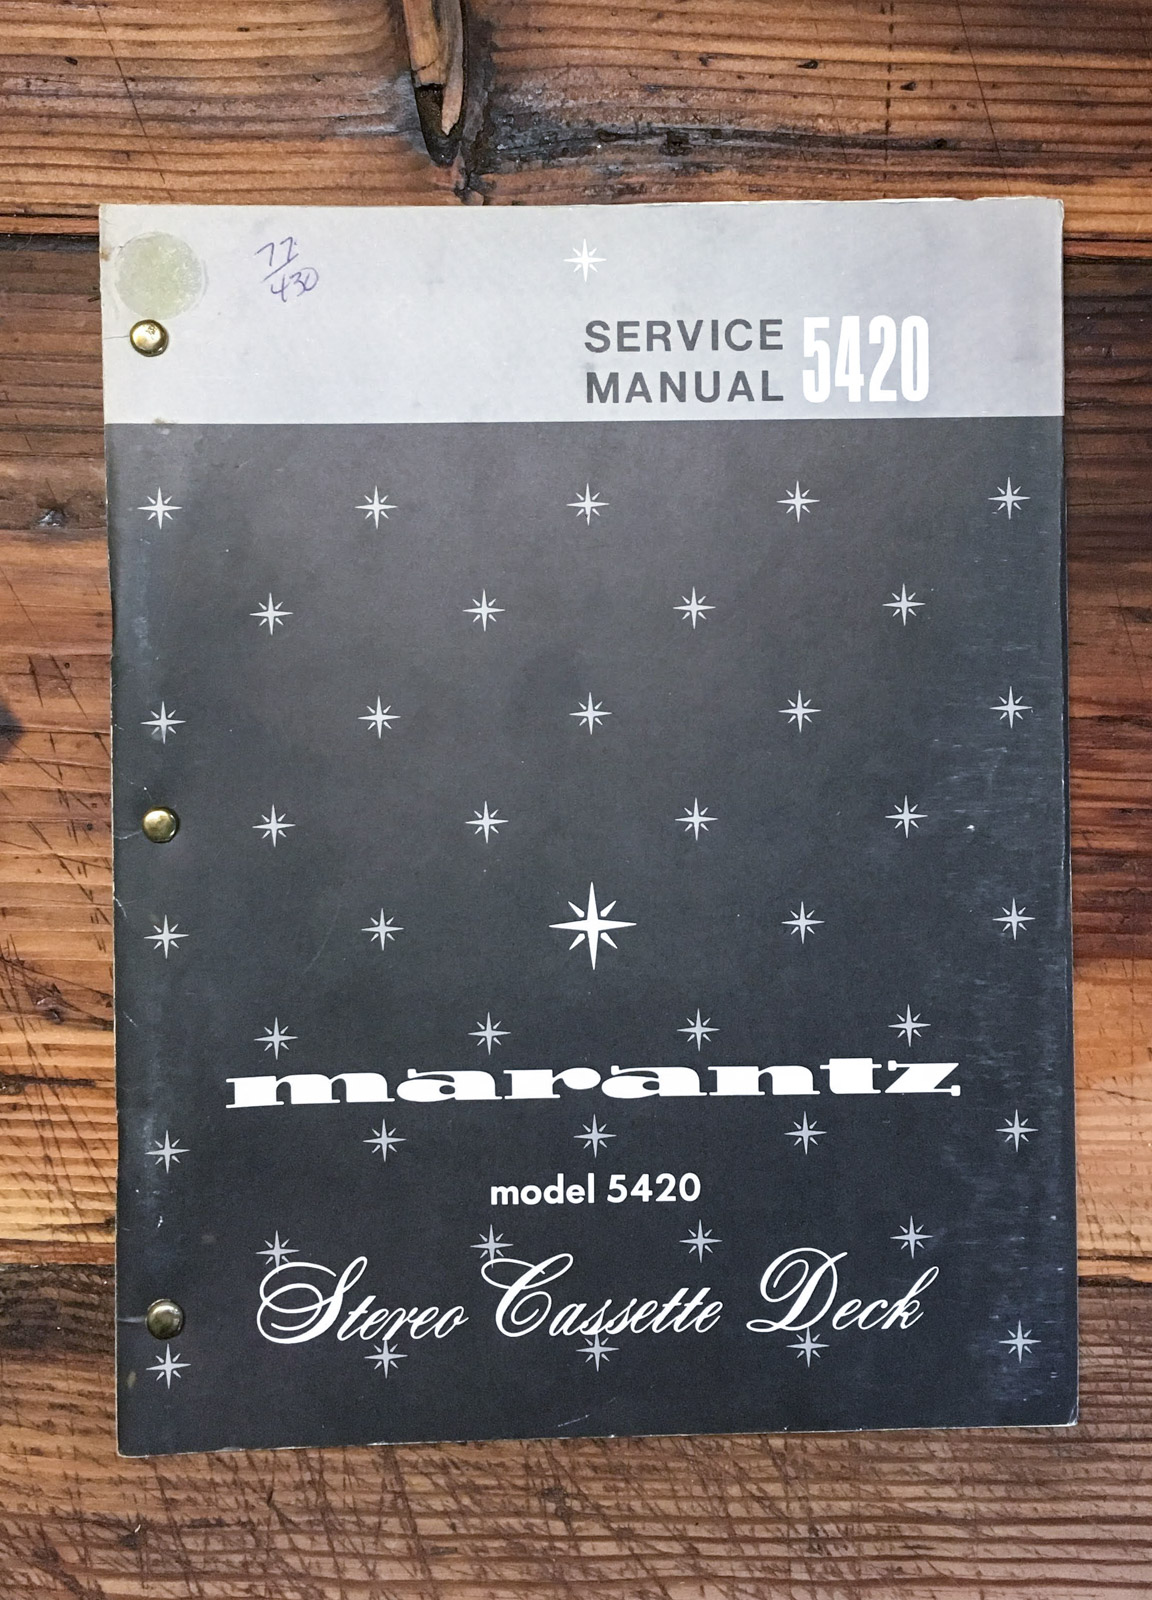 77
430
SERVICE 5420
MANUAL
marantz
model 5420
Stereo Cassette Deck